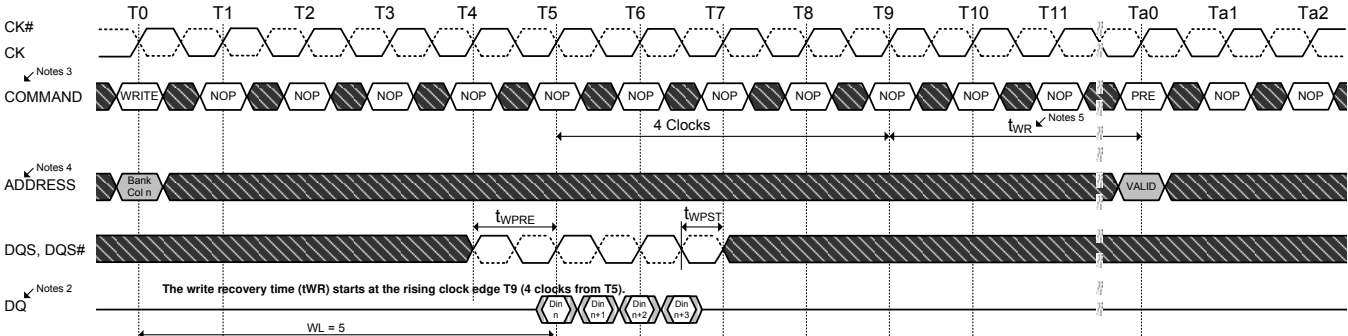 T0 T1 T2 T3 T4 T5 T6 T7 T8 T9 T10 T11 Ta0 Ta1 Ta2
CK#
CK
Notes 3
COMMAND WRITE NOP NOP NOP NOP NOP NOP NOP NOP NOP NOP NOP PRE NOP NOP
4 Clocks tWR Notes 5
Notes 4
ADDRESS Bank Col n VALID
tWPRE tWPST
DQS, DQS#
Notes 2 The write recovery time (tWR) starts at the rising clock edge T9 (4 clocks from T5).
DQ Din n Din n+1 Din n+2 Din n+3
WL = 5